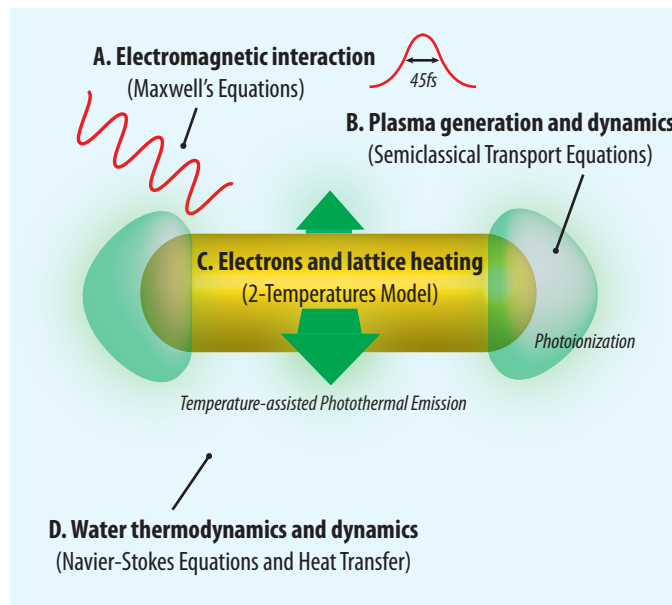 A. Electromagnetic interaction
(Maxwell's Equations)
45fs
B. Plasma generation and dynamics
(Semiclassical Transport Equations)
C. Electrons and lattice heating
(2-Temperatures Model)
Photoionization
Temperature-assisted Photothermal Emission
D. Water thermodynamics and dynamics
(Navier-Stokes Equations and Heat Transfer)